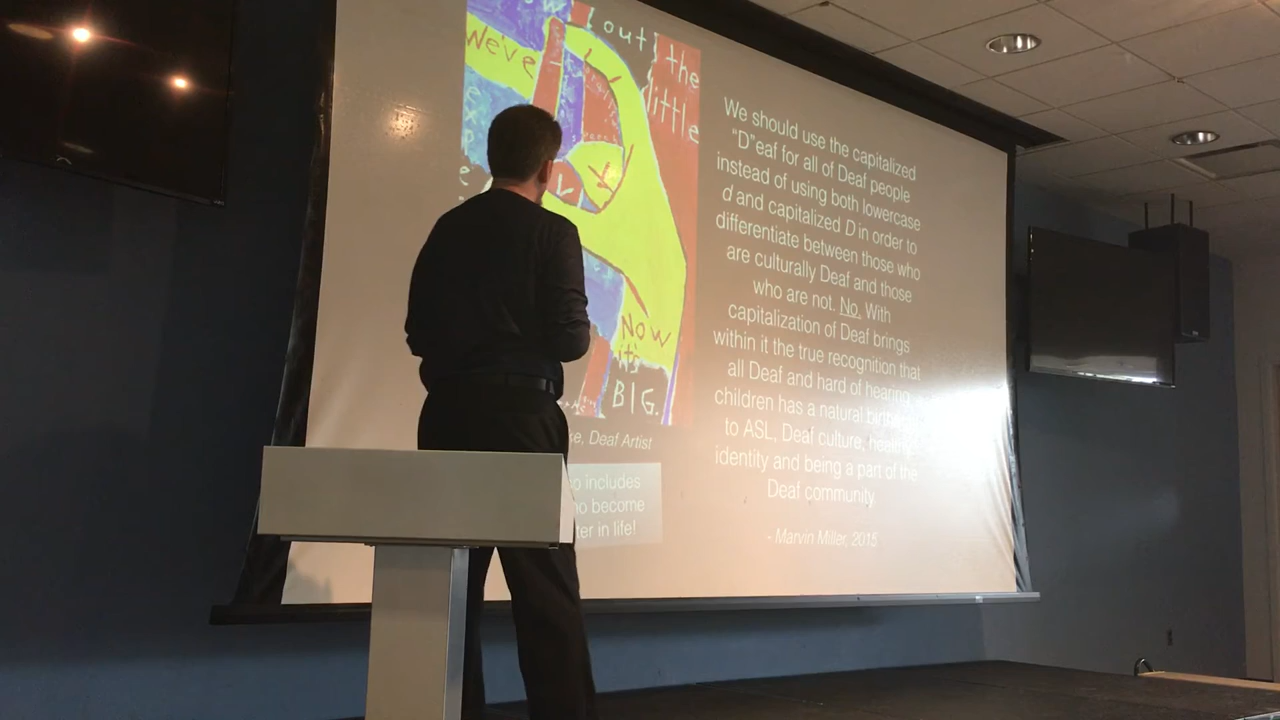 out
the
We've
little
NOW
it's
BIG.
ke, Deaf Artist
o includes
o become
ter in life!
We should use the capitalized
“D”eaf for all of Deaf people
instead of using both lowercase
d and capitalized D in order to
differentiate between those who
are culturally Deaf and those
who are not. No. With
capitalization of Deaf brings
within it the true recognition that
all Deaf and hard of hearing
children has a natural
to ASL, Deaf culture,
identity and being a part of the
Deaf community.
- Marvin Miller, 2015